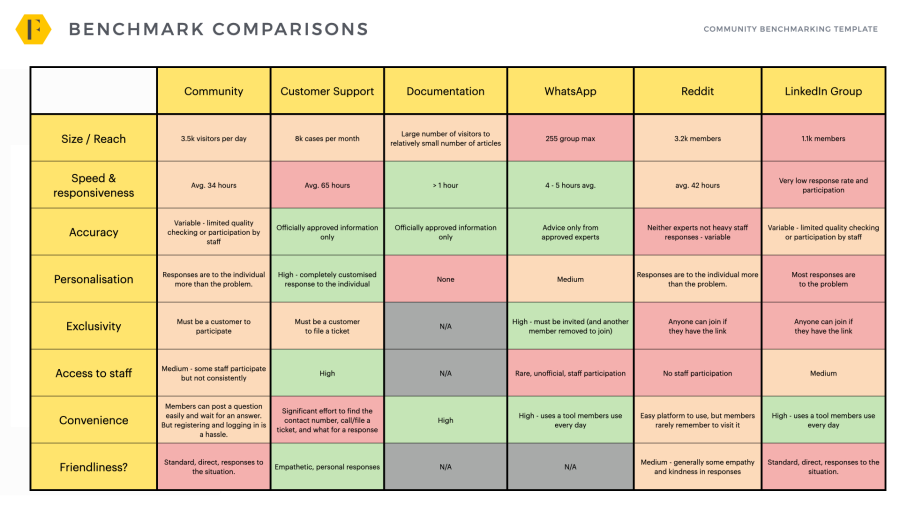 F
BENCHMARK COMPARISONS
COMMUNITY BENCHMARKING TEMPLATE
Community
Customer Support
Documentation
WhatsApp
Reddit
LinkedIn Group
Size / Reach
3.5k visitors per day
8k cases per month
Large number of visitors to
relatively small number of articles
255 group max
3.2k members
1.1k members
Speed &
responsiveness
Avg. 34 hours
Avg. 65 hours
> 1 hour
4 - 5 hours avg.
avg. 42 hours
Very low response rate and
participation
Accuracy
Variable - limited quality
checking or participation by
staff
Officially approved information
only
Officially approved information
only
Advice only from
approved experts
Neither experts not heavy staff
responses - variable
Variable - limited quality checking
or participation by staff
Personalisation
Responses are to the individual
more than the problem.
High - completely customised
response to the individual
None
Medium
Responses are to the individual more
than the problem.
Most responses are
to the problem
Exclusivity
Must be a customer to
participate
Must be a customer
to file a ticket
N/A
High - must be invited (and another
member removed to join)
Anyone can join if
they have the link
Anyone can join if
they have the link
Access to staff
Medium - some staff participate
but not consistently
High
N/A
Rare, unofficial, staff participation
No staff participation
Medium
Convenience
Members can post a question
easily and wait for an answer.
But registering and logging in is
a hassle.
Significant effort to find the
contact number, call/file a
ticket, and what for a response
High
High - uses a tool members use
every day
Easy platform to use, but members
rarely remember to visit it
High - uses a tool members use
every day
Friendliness?
Standard, direct, responses to
the situation.
Empathetic, personal responses
N/A
N/A
Medium - generally some empathy
and kindness in responses
Standard, direct, responses to the
situation.